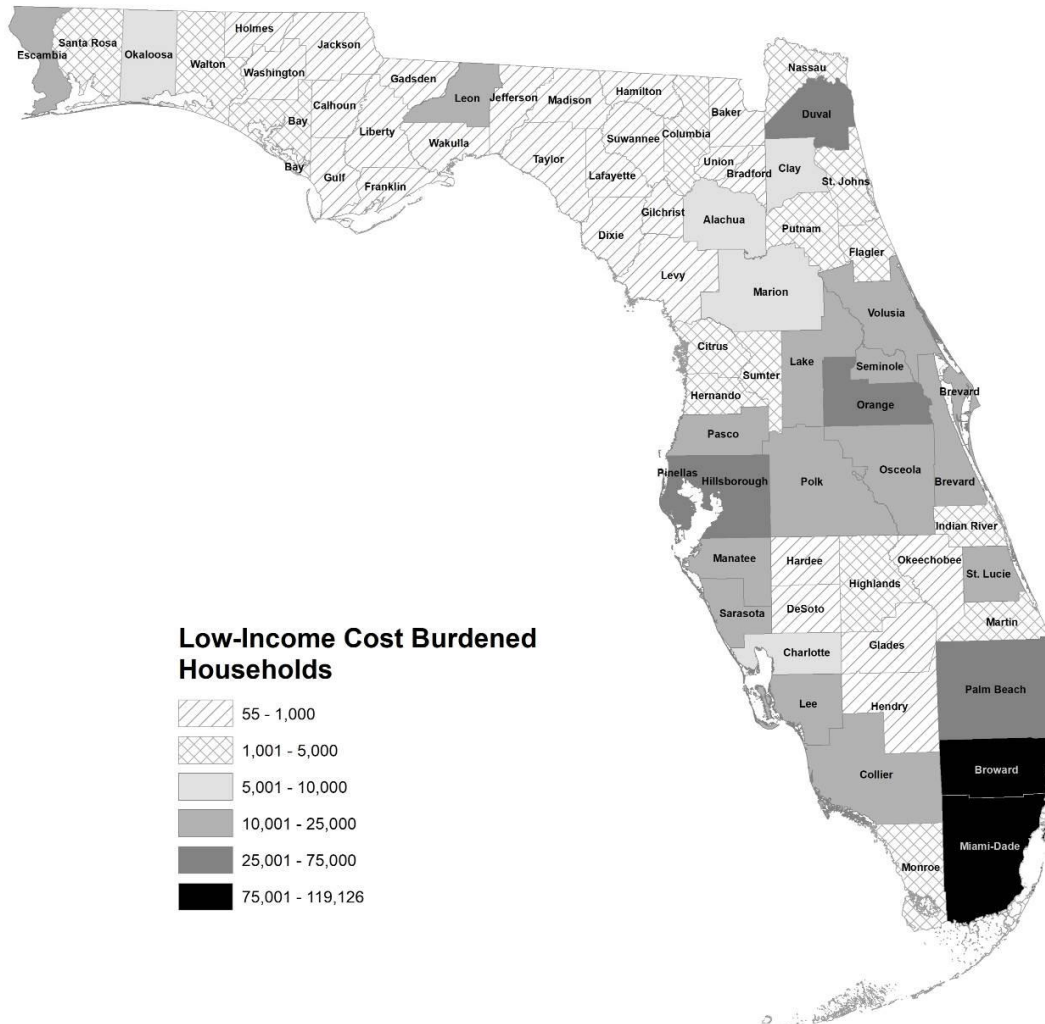 Holmes
Jackson
Santa Rosa
Okaloosa
Escambia
Walton
Washington
Gadsden
Nassau
Leon
Jefferson
Madison
Hamilton
Calhoun
Baker
Duval
Bay
Liberty
Suwannee
Columbia
Wakulla
Taylor
Union
Clay
Bay
Bradford
Gulf
Franklin
Lafayette
St. Johns
Gilchrist
Alachua
Putnam
Dixie
Flagler
Levy
Marion
Volusia
Citrus
Lake
Seminole
Sumter
Hernando
Orange
Brevard
Pasco
Pinellas
Hillsborough
Polk
Osceola
Brevard
Indian River
Manatee
Hardee
Okeechobee
Highlands
St. Lucie
DeSoto
Sarasota
Martin
Low-Income Cost Burdened
Households
Charlotte
Glades
Palm Beach
Lee
Hendry
55 - 1,000
1,001 - 5,000
5,001 - 10,000
10,001 - 25,000
25,001 - 75,000
75,001 - 119,126
Collier
Broward
Miami-Dade
Monroe